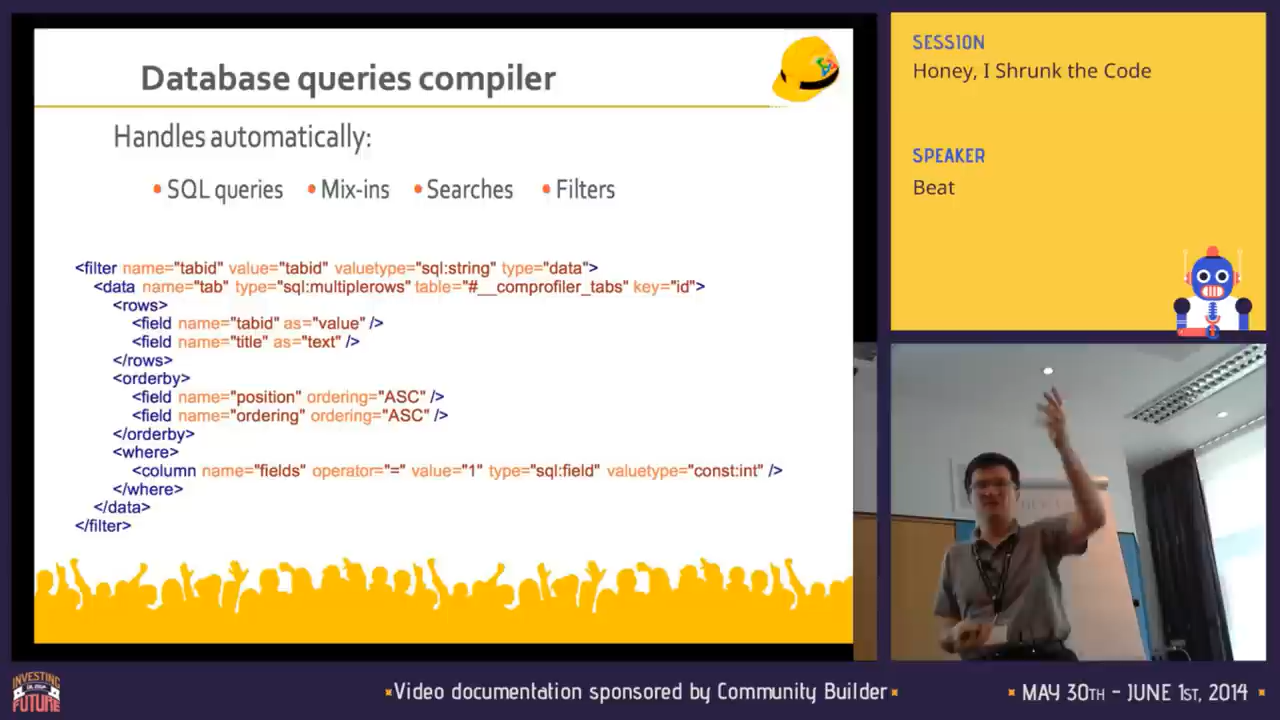 Database queries compiler
Handles automatically:
• SQL queries • Mix-ins • Searches • Filters
<filter name="tabid" value="tabid" valuetype="sql:string" type="data">
<data name="tab" type="sql:multiplerows" table="#__comprofiler_tabs" key="id">
<rows>
<field name="tabid" as="value" />
<field name="title" as="text" />
</rows>
<orderby>
<field name="position" ordering="ASC" />
<field name="ordering" ordering="ASC" />
</orderby>
<where>
<column name="fields" operator="=" value="1" type="sql:field" valuetype="const:int" />
</where>
</data>
</filter>
SESSION
Honey, I Shrunk the Code
SPEAKER
Beat
INVESTING
IN OUR
FUTURE
Video documentation sponsored by Community Builder
MAY 30TH - JUNE 1ST, 2014